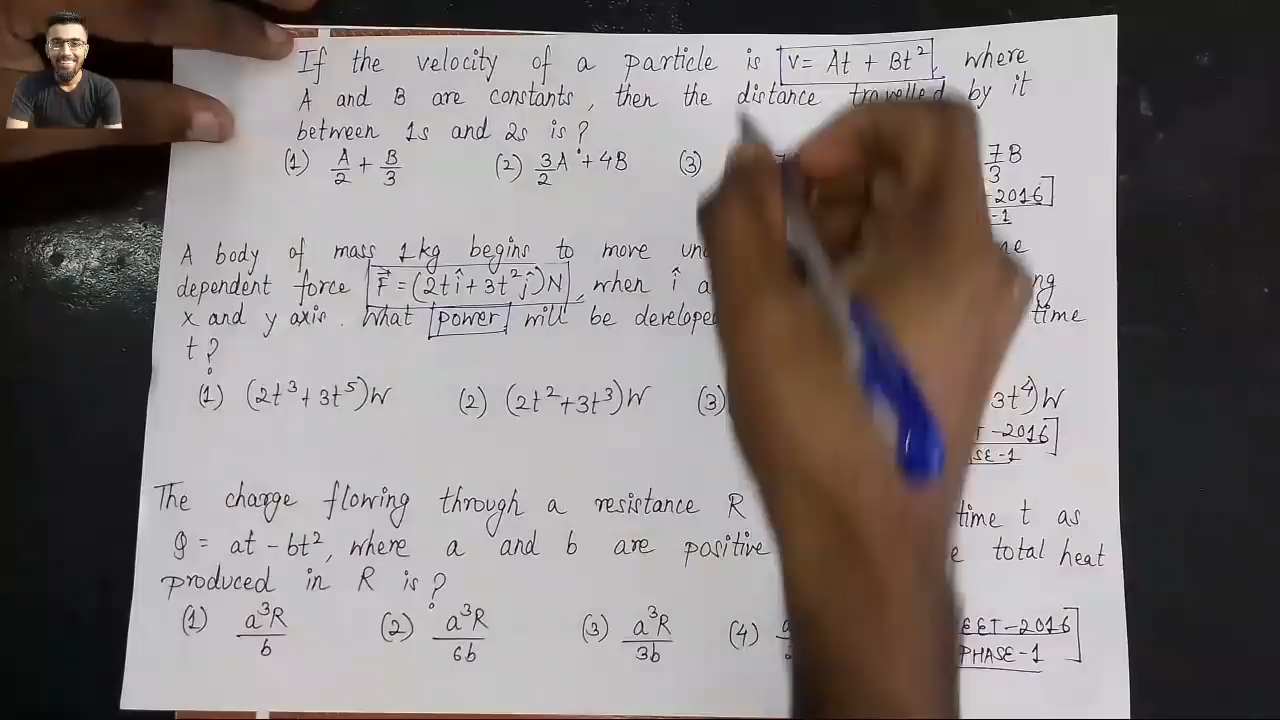 If the velocity of a particle is v = At + Bt², where
A and B are constants, then the distance travelled by it
between 1s and 2s is?
(1) A/2 + B/3 (2) 3/2 A + 4B (3) 7/3 B
-2016]
-1
A body of mass 1kg begins to move
dependent force F⃗ = (2t î + 3t² ĵ) N, when î
x and y axis. What power will be time
t?
(1) (2t³ + 3t⁵)W (2) (2t² + 3t³)W (3) 3t⁴)W
-2016]
-1
The charge flowing through a resistance R time t as
= at - bt², where a and b are positive total heat
produced in R is?
(1) a³R/b (2) a³R/6b (3) a³R/3b (4) EET-2016]
PHASE-1